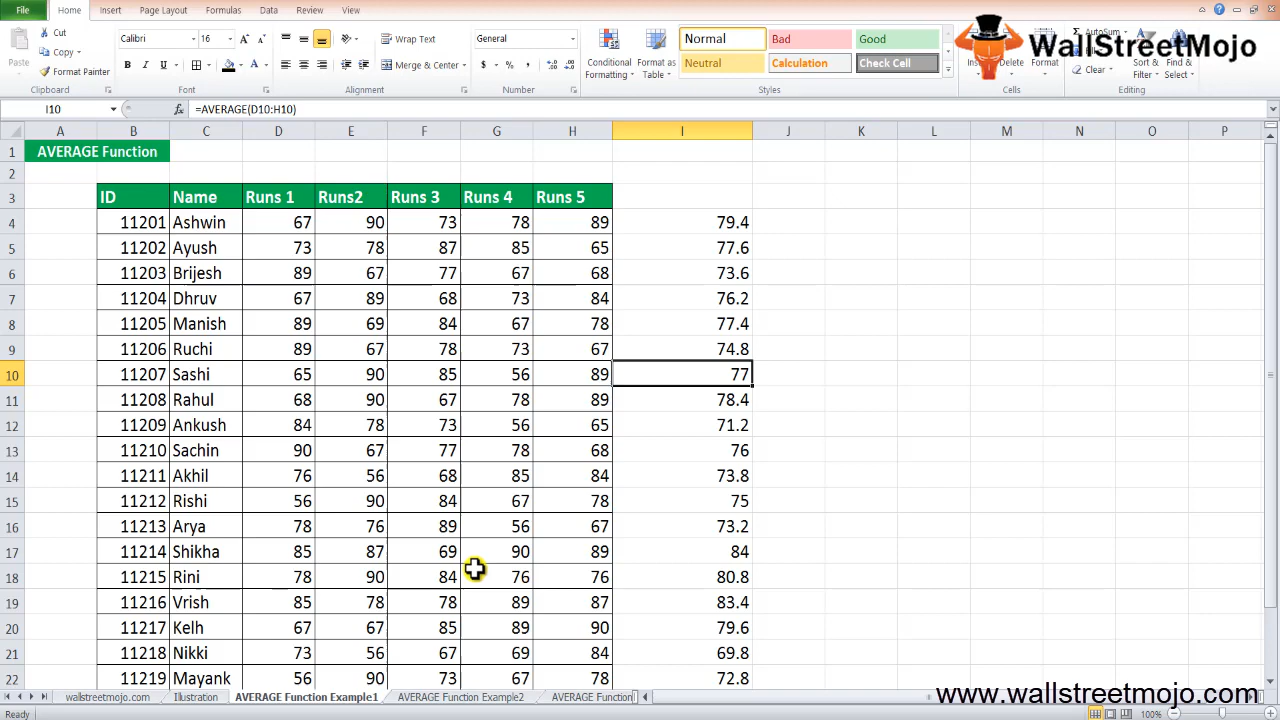 File Home Insert Page Layout Formulas Data Review View
Cut Calibri 16 Wrap Text General Normal Bad Good AutoSum WallStreetMojo
Paste Copy Format Painter B I U Merge & Center $ % Conditional Formatting Format as Table Neutral Calculation Check Cell Delete Format Clear Sort & Filter Find & Select
Clipboard Font Alignment Number Styles Cells Editing
I10 fx =AVERAGE(D10:H10)
A B C D E F G H I J K L M N O P
1 AVERAGE Function
2
3 ID Name Runs 1 Runs2 Runs 3 Runs 4 Runs 5
4 11201 Ashwin 67 90 73 78 89 79.4
5 11202 Ayush 73 78 87 85 65 77.6
6 11203 Brijesh 89 67 77 67 68 73.6
7 11204 Dhruv 67 89 68 73 84 76.2
8 11205 Manish 89 69 84 67 78 77.4
9 11206 Ruchi 89 67 78 73 67 74.8
10 11207 Sashi 65 90 85 56 89 77
11 11208 Rahul 68 90 67 78 89 78.4
12 11209 Ankush 84 78 73 56 65 71.2
13 11210 Sachin 90 67 77 78 68 76
14 11211 Akhil 76 56 68 85 84 73.8
15 11212 Rishi 56 90 84 67 78 75
16 11213 Arya 78 76 89 56 67 73.2
17 11214 Shikha 85 87 69 90 89 84
18 11215 Rini 78 90 84 76 76 80.8
19 11216 Vrish 85 78 78 89 87 83.4
20 11217 Kelh 67 67 85 89 90 79.6
21 11218 Nikki 73 56 67 69 84 69.8
22 11219 Mayank 56 90 73 67 78 72.8
wallstreetmojo.com Illustration AVERAGE Function Example1 AVERAGE Function Example2 AVERAGE Function
www.wallstreetmojo.com
Ready 100%